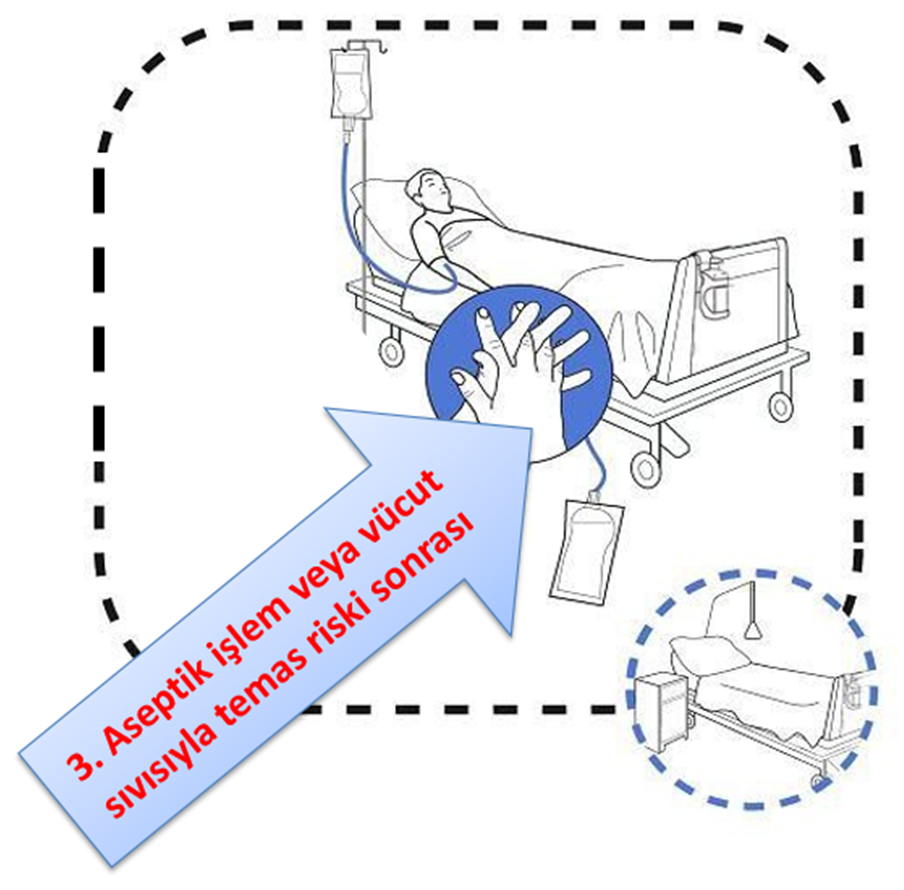 3. Aseptik işlem veya vücut
sıvısıyla temas riski sonrası